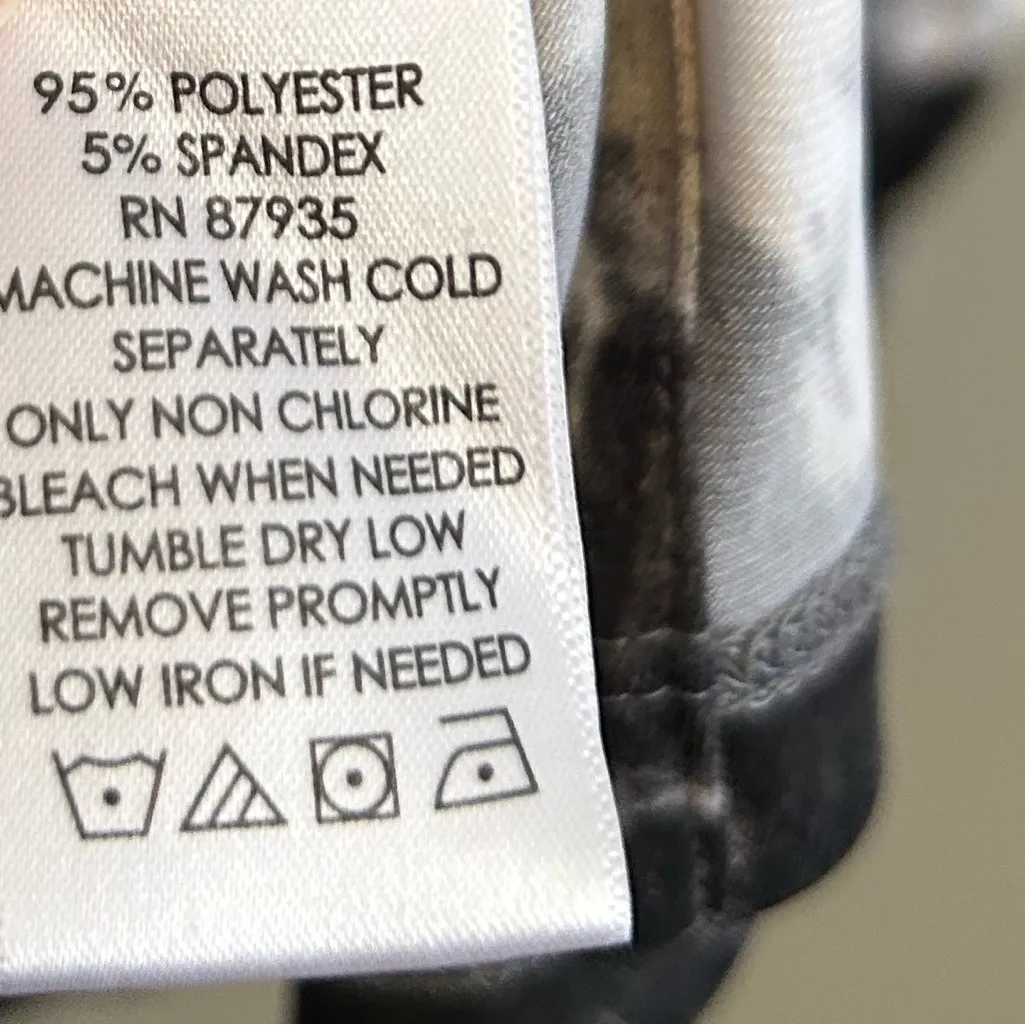 95% POLYESTER
5% SPANDEX
RN 87935
MACHINE WASH COLD
SEPARATELY
ONLY NON CHLORINE
BLEACH WHEN NEEDED
TUMBLE DRY LOW
REMOVE PROMPTLY
LOW IRON IF NEEDED